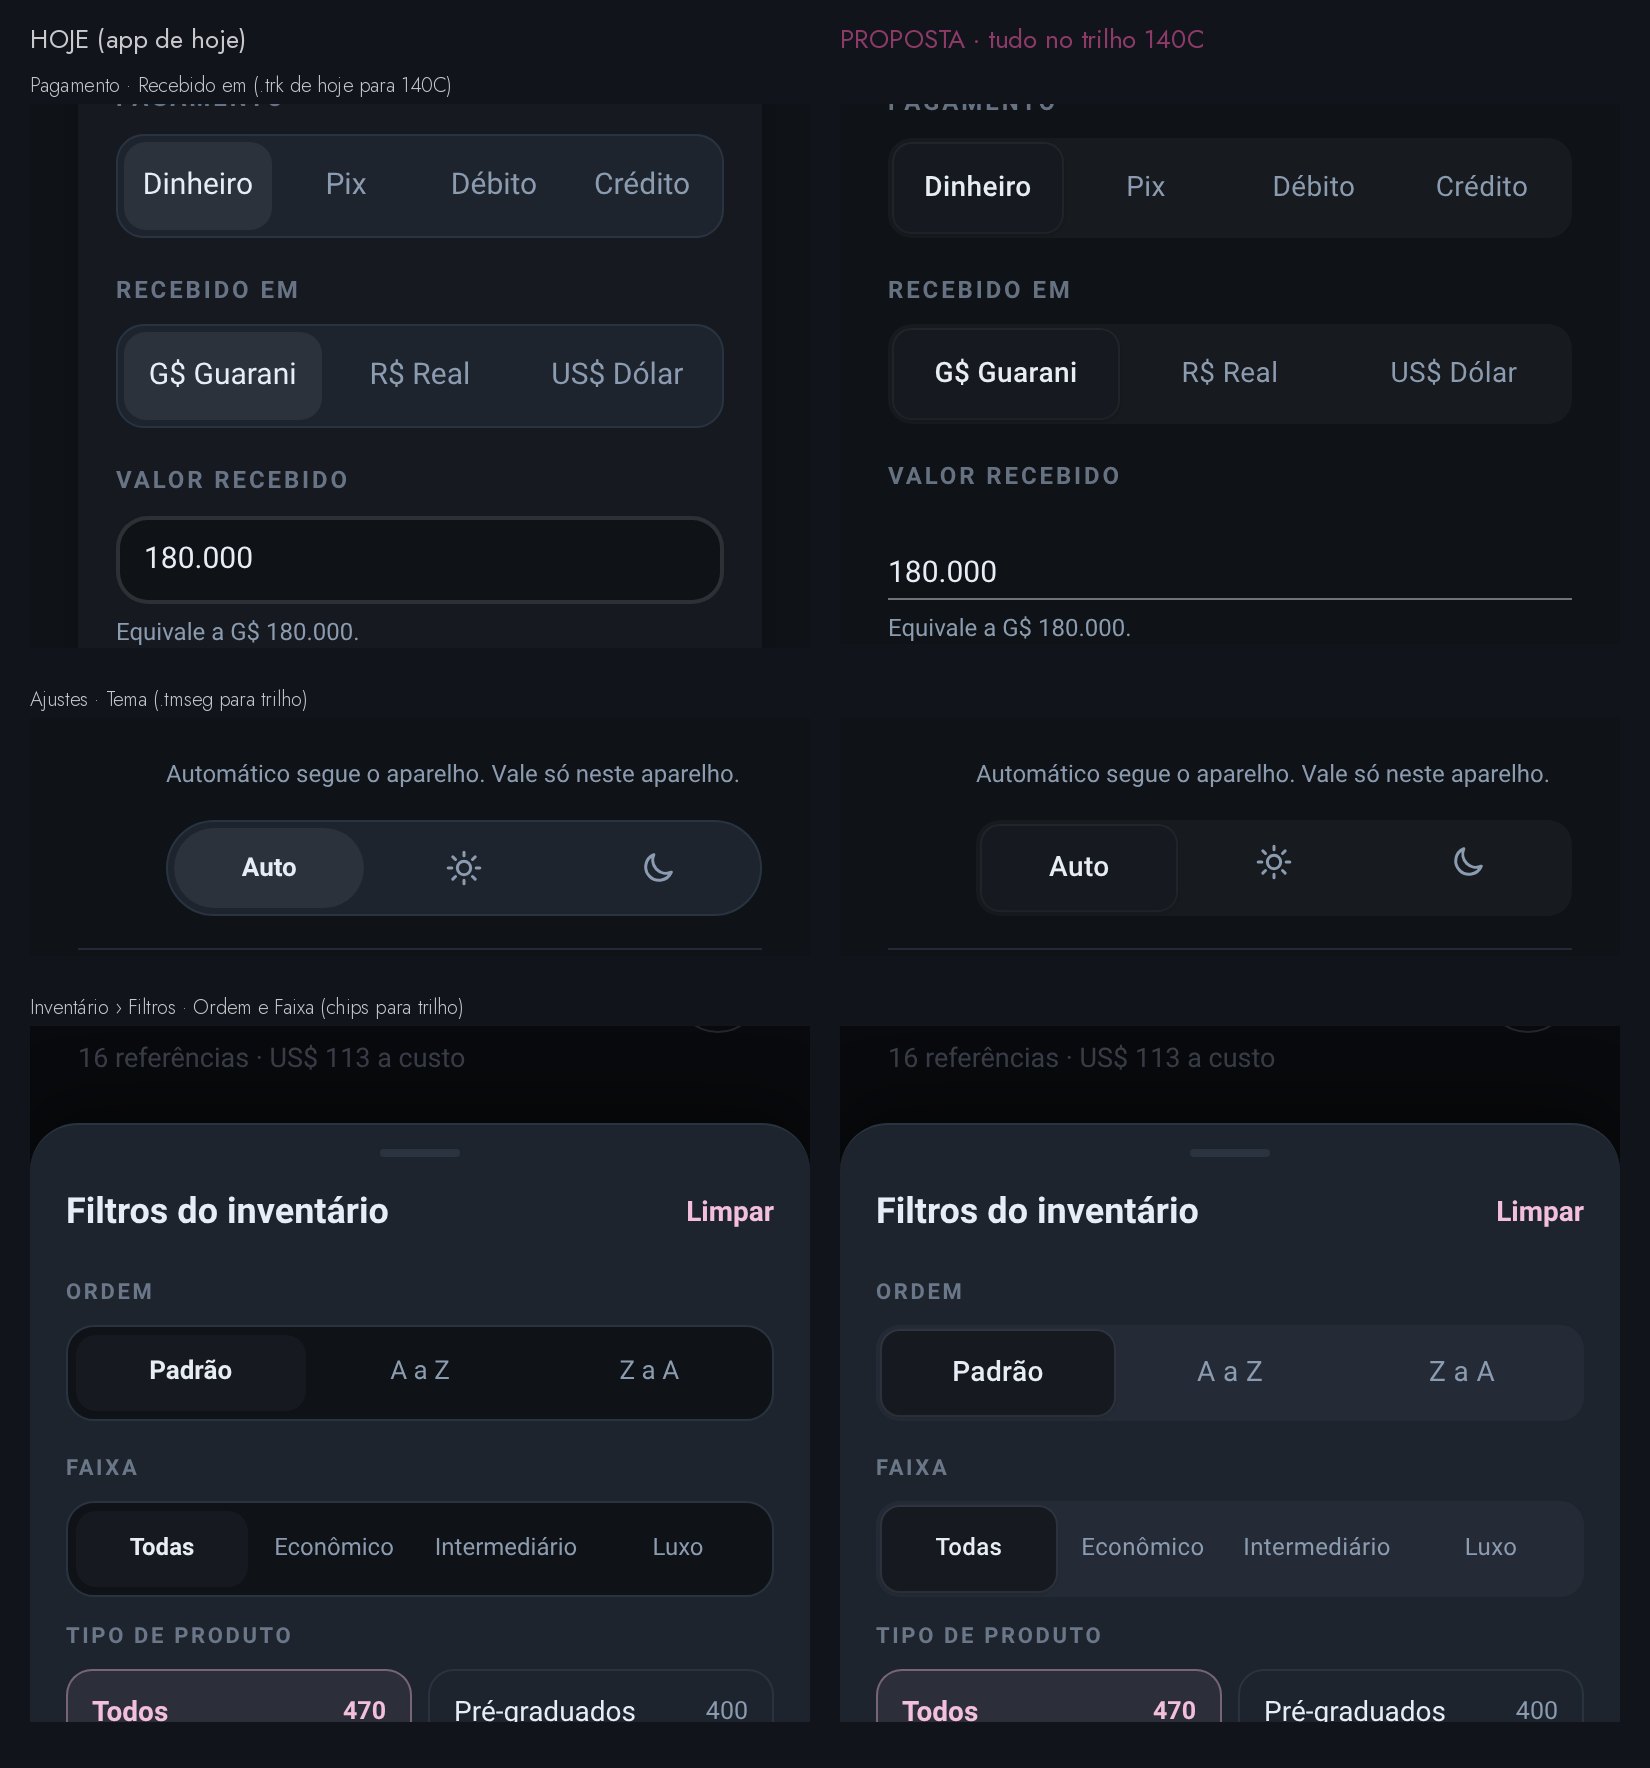 HOJE (app de hoje)
PROPOSTA · tudo no trilho 140C
Pagamento · Recebido em (.trk de hoje para 140C)
PAGAMENTO
Dinheiro Pix Débito Crédito
RECEBIDO EM
G$ Guarani R$ Real US$ Dólar
VALOR RECEBIDO
180.000
Equivale a G$ 180.000.
PAGAMENTO
Dinheiro Pix Débito Crédito
RECEBIDO EM
G$ Guarani R$ Real US$ Dólar
VALOR RECEBIDO
180.000
Equivale a G$ 180.000.
Ajustes · Tema (.tmseg para trilho)
Automático segue o aparelho. Vale só neste aparelho.
Auto
Automático segue o aparelho. Vale só neste aparelho.
Auto
Inventário › Filtros · Ordem e Faixa (chips para trilho)
16 referências · US$ 113 a custo
Filtros do inventário Limpar
ORDEM
Padrão A a Z Z a A
FAIXA
Todas Econômico Intermediário Luxo
TIPO DE PRODUTO
Todos 470 Pré-graduados 400
16 referências · US$ 113 a custo
Filtros do inventário Limpar
ORDEM
Padrão A a Z Z a A
FAIXA
Todas Econômico Intermediário Luxo
TIPO DE PRODUTO
Todos 470 Pré-graduados 400